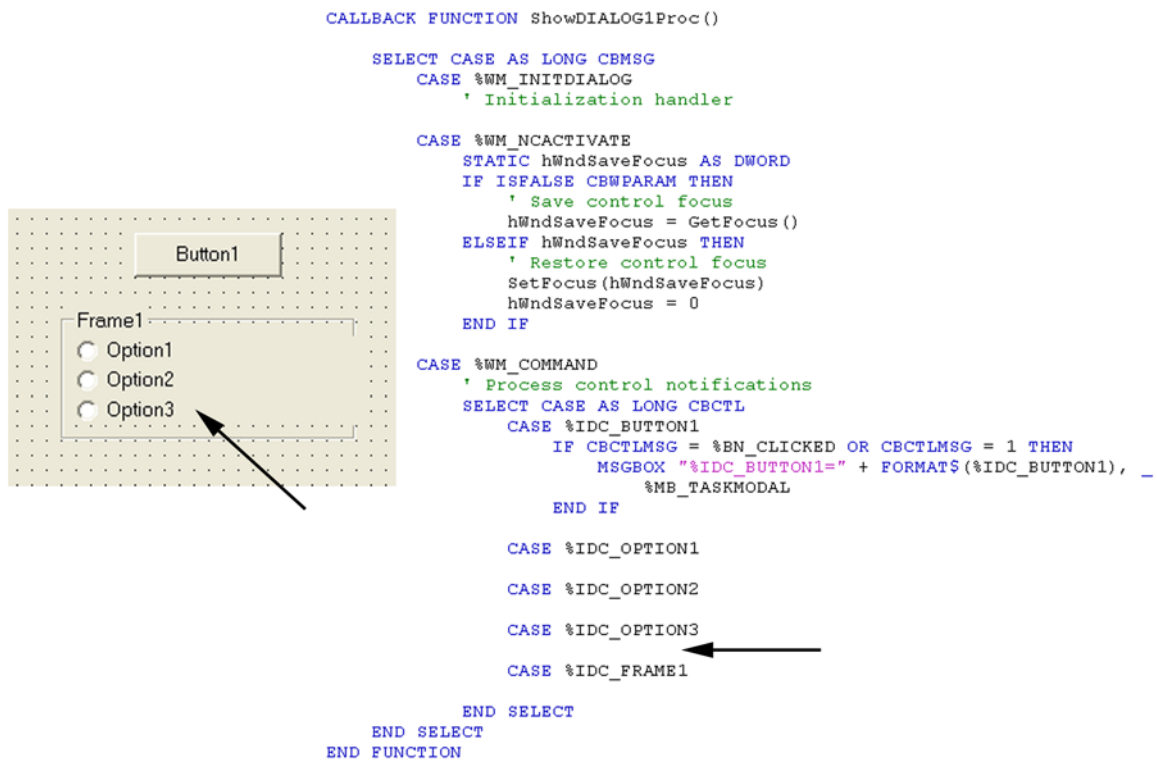 CALLBACK FUNCTION ShowDIALOG1Proc()
SELECT CASE AS LONG CBMSG
CASE %WM_INITDIALOG
' Initialization handler
CASE %WM_NCACTIVATE
STATIC hWndSaveFocus AS DWORD
IF ISFALSE CBWPARAM THEN
' Save control focus
hWndSaveFocus = GetFocus()
ELSEIF hWndSaveFocus THEN
' Restore control focus
SetFocus(hWndSaveFocus)
hWndSaveFocus = 0
END IF
CASE %WM_COMMAND
' Process control notifications
SELECT CASE AS LONG CBCTL
CASE %IDC_BUTTON1
IF CBCTLMSG = %BN_CLICKED OR CBCTLMSG = 1 THEN
MSGBOX "%IDC_BUTTON1=" + FORMAT$(%IDC_BUTTON1), _
%MB_TASKMODAL
END IF
CASE %IDC_OPTION1
CASE %IDC_OPTION2
CASE %IDC_OPTION3
CASE %IDC_FRAME1
END SELECT
END SELECT
END FUNCTION
Button1
Frame1
Option1
Option2
Option3